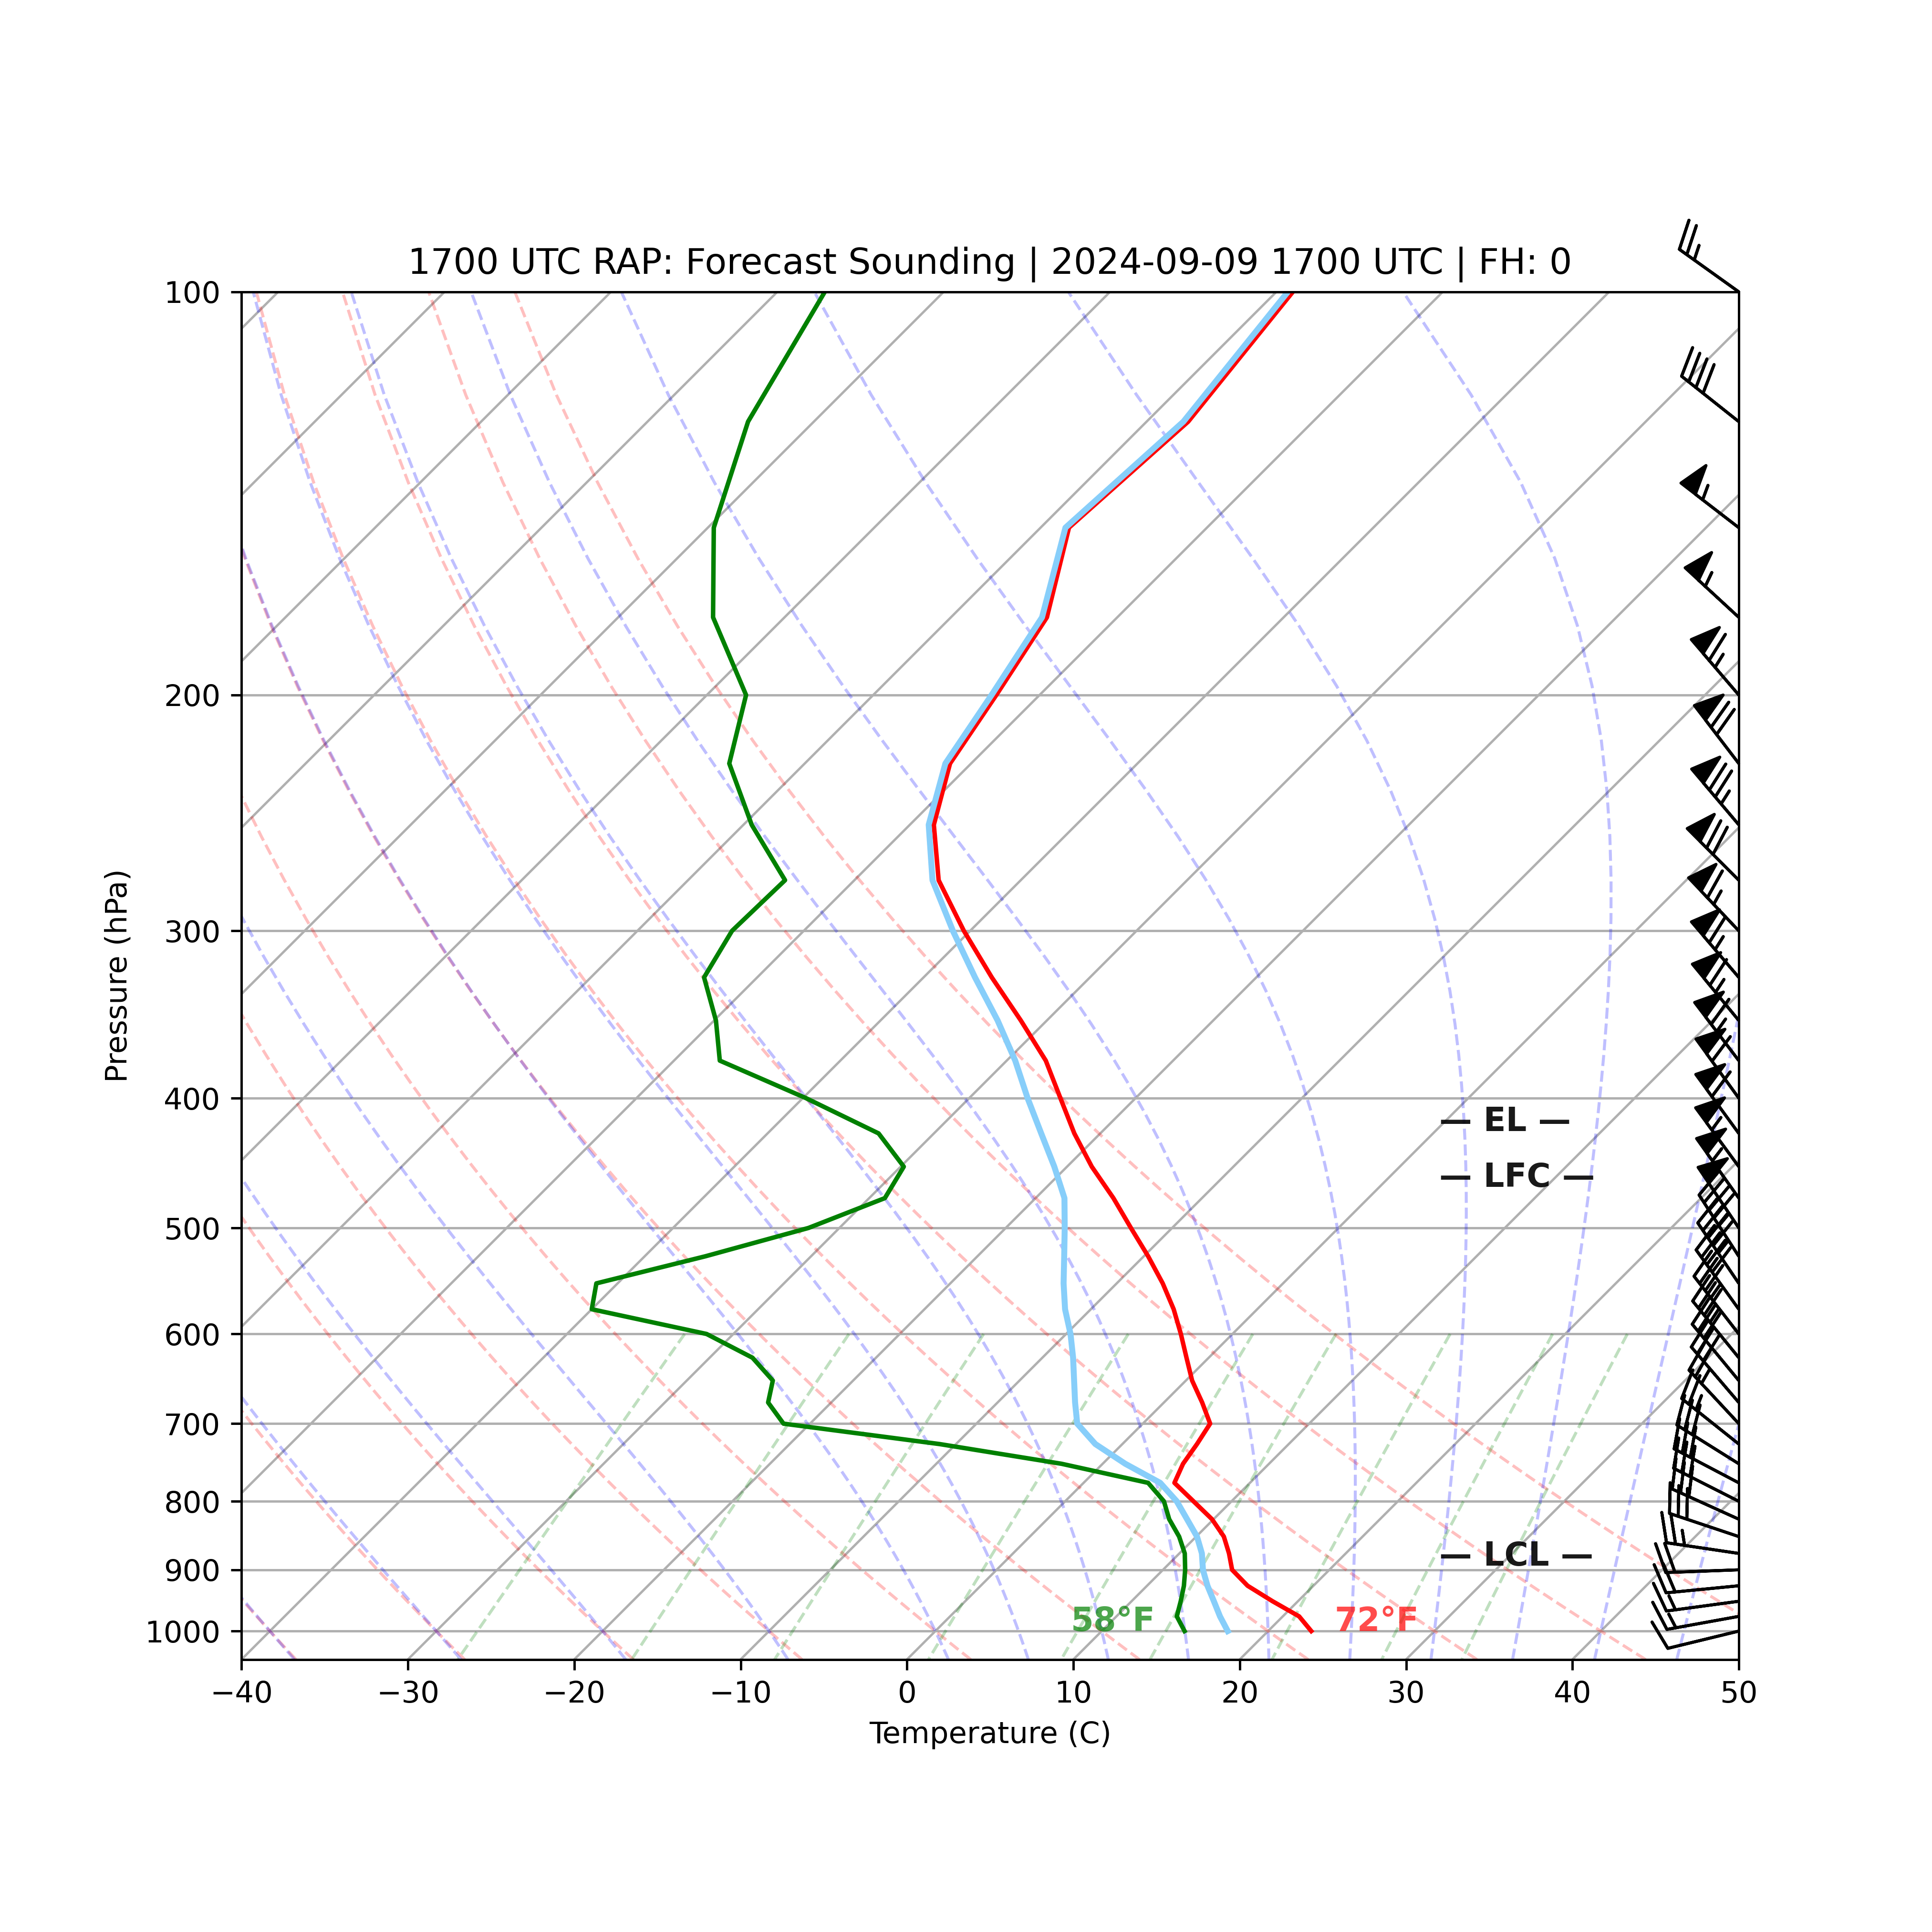 1700 UTC RAP: Forecast Sounding | 2024-09-09 1700 UTC | FH: 0
100
200
300
Pressure (hPa)
400
— EL —
— LFC —
500
600
700
800
— LCL —
900
58°F 72°F
1000
−40 −30 −20 −10 0 10 20 30 40 50
Temperature (C)